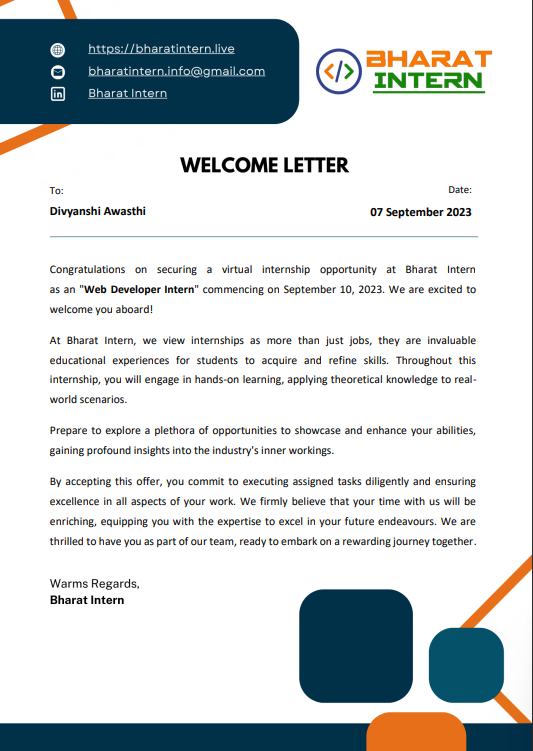 https://bharatintern.live
bharatintern.info@gmail.com
Bharat Intern
BHARAT
INTERN
WELCOME LETTER
To:
Date:
Divyanshi Awasthi
07 September 2023
Congratulations on securing a virtual internship opportunity at Bharat Intern
as an "Web Developer Intern" commencing on September 10, 2023. We are excited to
welcome you aboard!
At Bharat Intern, we view internships as more than just jobs, they are invaluable
educational experiences for students to acquire and refine skills. Throughout this
internship, you will engage in hands-on learning, applying theoretical knowledge to real-
world scenarios.
Prepare to explore a plethora of opportunities to showcase and enhance your abilities,
gaining profound insights into the industry's inner workings.
By accepting this offer, you commit to executing assigned tasks diligently and ensuring
excellence in all aspects of your work. We firmly believe that your time with us will be
enriching, equipping you with the expertise to excel in your future endeavours. We are
thrilled to have you as part of our team, ready to embark on a rewarding journey together.
Warms Regards,
Bharat Intern